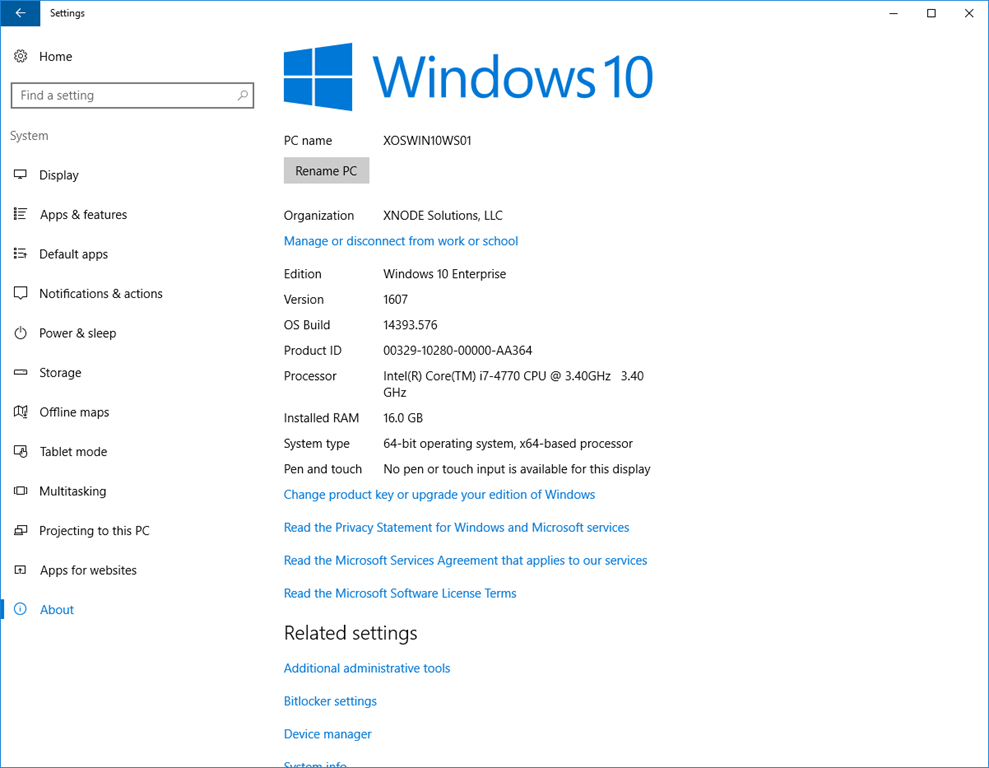 Settings
Home
Find a setting
System
Display
Apps & features
Default apps
Notifications & actions
Power & sleep
Storage
Offline maps
Tablet mode
Multitasking
Projecting to this PC
Apps for websites
About
Windows 10
PC name XOSWIN10WS01
Rename PC
Organization XNODE Solutions, LLC
Manage or disconnect from work or school
Edition Windows 10 Enterprise
Version 1607
OS Build 14393.576
Product ID 00329-10280-00000-AA364
Processor Intel(R) Core(TM) i7-4770 CPU @ 3.40GHz 3.40
GHz
Installed RAM 16.0 GB
System type 64-bit operating system, x64-based processor
Pen and touch No pen or touch input is available for this display
Change product key or upgrade your edition of Windows
Read the Privacy Statement for Windows and Microsoft services
Read the Microsoft Services Agreement that applies to our services
Read the Microsoft Software License Terms
Related settings
Additional administrative tools
Bitlocker settings
Device manager
System info